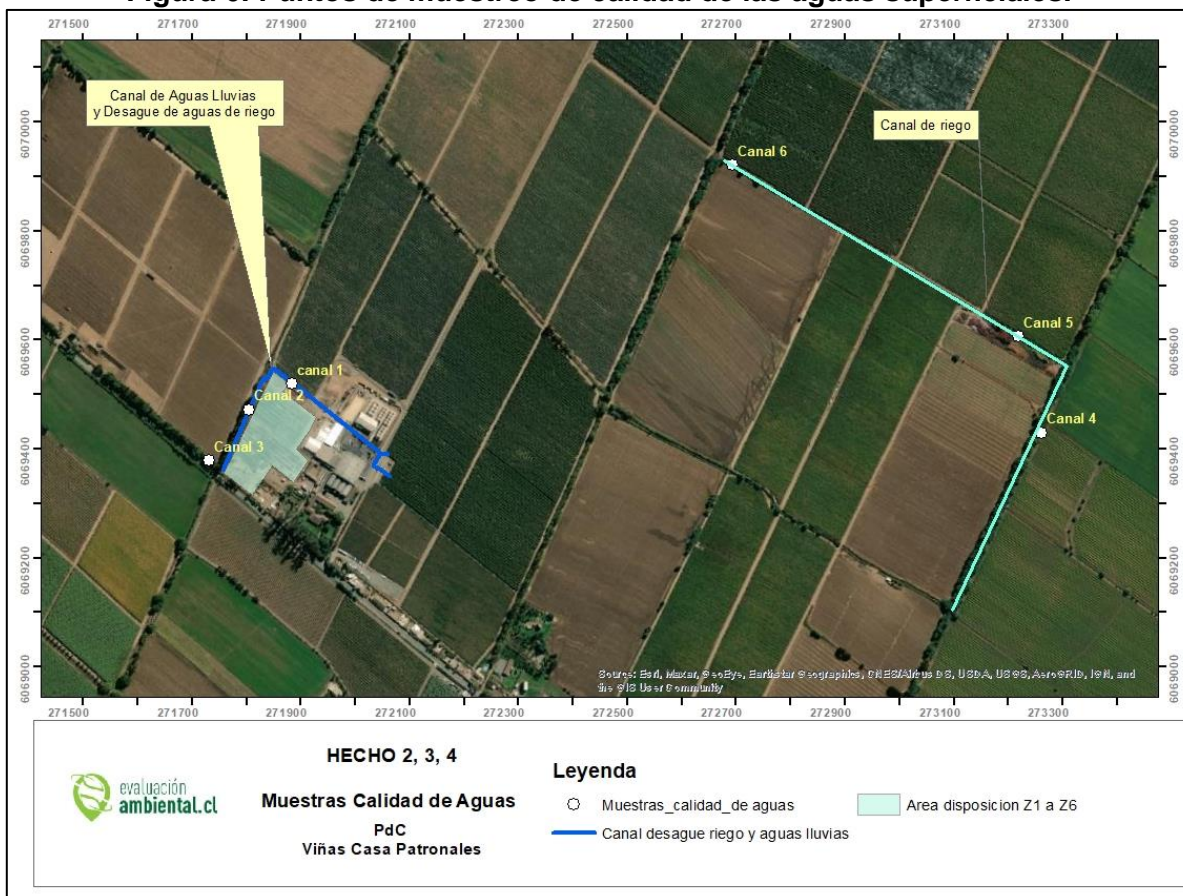 Figura 6. Puntos de muestreo de calidad de las aguas superficiales.
271500 271700 271900 272100 272300 272500 272700 272900 273100 273300
6070000
6069800
6069600
6069400
6069200
6069000
6070000
6069800
6069600
6069400
6069200
6069000
Canal de Aguas Lluvias
y Desague de aguas de riego
Canal de riego
Canal 6
Canal 5
canal 1
Canal 2
Canal 4
Canal 3
Source: Esri, Maxar, GeoEye, Earthstar Geographics, CNES/Airbus DS, USDA, USGS, AeroGRID, IGN, and
the GIS User Community
271500 271700 271900 272100 272300 272500 272700 272900 273100 273300
evaluación
ambiental.cl
HECHO 2, 3, 4
Muestras Calidad de Aguas
PdC
Viñas Casa Patronales
Leyenda
Muestras_calidad_de aguas
Area disposicion Z1 a Z6
Canal desague riego y aguas lluvias